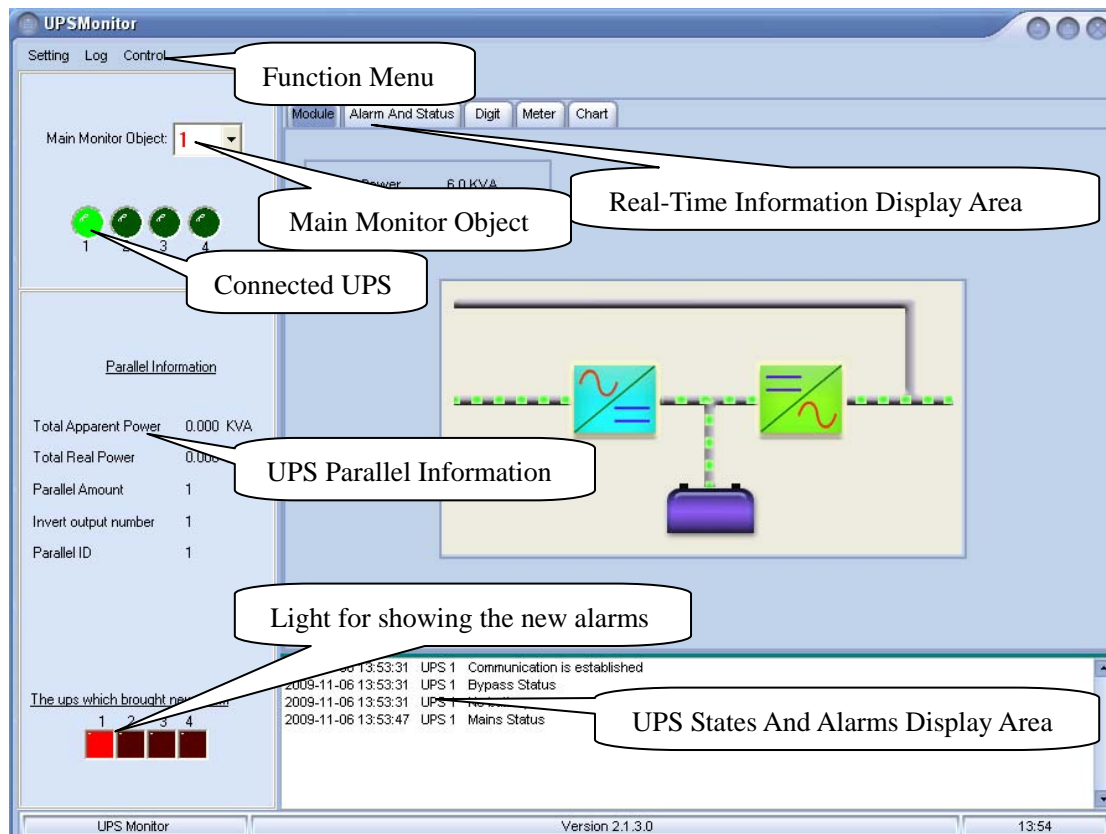 UPSMonitor
Setting Log Control
Function Menu
Module Alarm And Status Digit Meter Chart
Main Monitor Object: 1
Power 6.0 KVA
Real-Time Information Display Area
Main Monitor Object
1 2 3 4
Connected UPS
Parallel Information
Total Apparent Power 0.000 KVA
Total Real Power
UPS Parallel Information
Parallel Amount 1
Invert output number 1
Parallel ID 1
Light for showing the new alarms
13:53:31 UPS 1 Communication is established
2009-11-06 13:53:31 UPS 1 Bypass Status
2009-11-06 13:53:31 UPS
2009-11-06 13:53:47 UPS 1 Mains Status
UPS States And Alarms Display Area
The ups which brought
1 2 3 4
UPS Monitor
Version 2.1.3.0
13:54